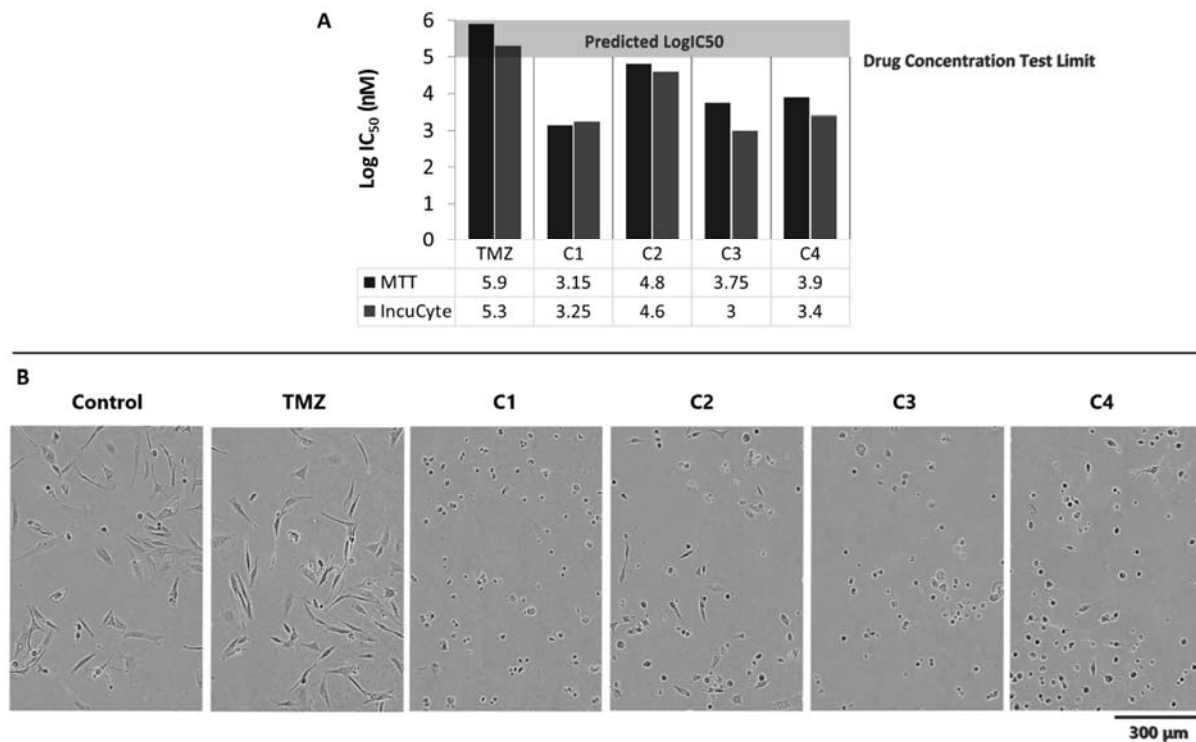 A
6
5
4
3
2
1
0
Log IC₅₀ (nM)
Predicted LogIC50
Drug Concentration Test Limit
TMZ C1 C2 C3 C4
MTT 5.9 3.15 4.8 3.75 3.9
IncuCyte 5.3 3.25 4.6 3 3.4
B
Control TMZ C1 C2 C3 C4
300 µm